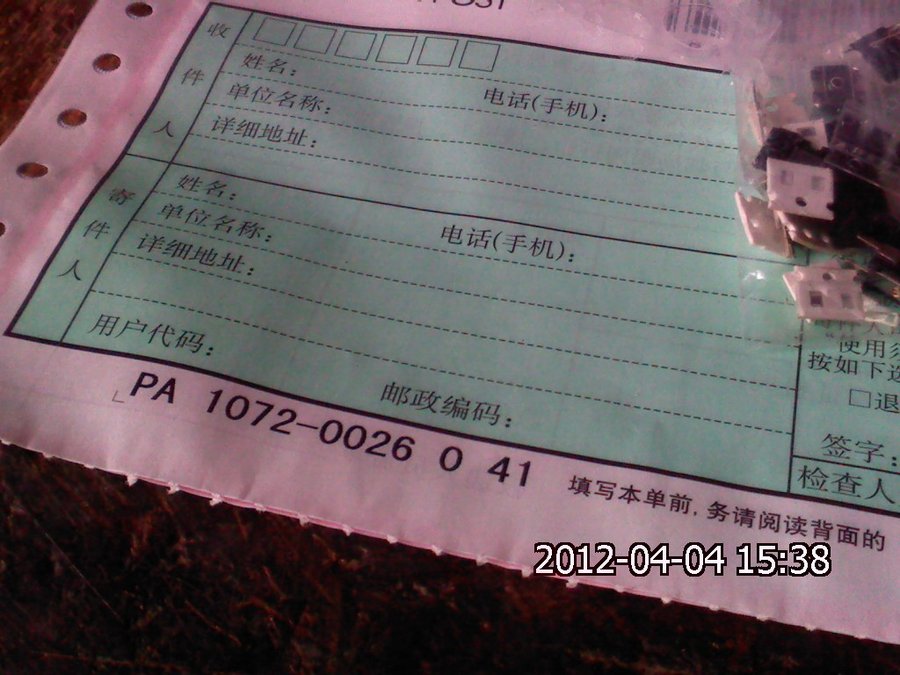 POST
收件人
姓名：
电话(手机)：
单位名称：
详细地址：
寄件人
姓名：
单位名称：
电话(手机)：
详细地址：
用户代码：
邮政编码：
使用
按如下
□退
签字：
检查人
PA 1072-0026 0 41
填写本单前,务请阅读背面的
2012-04-04 15:38